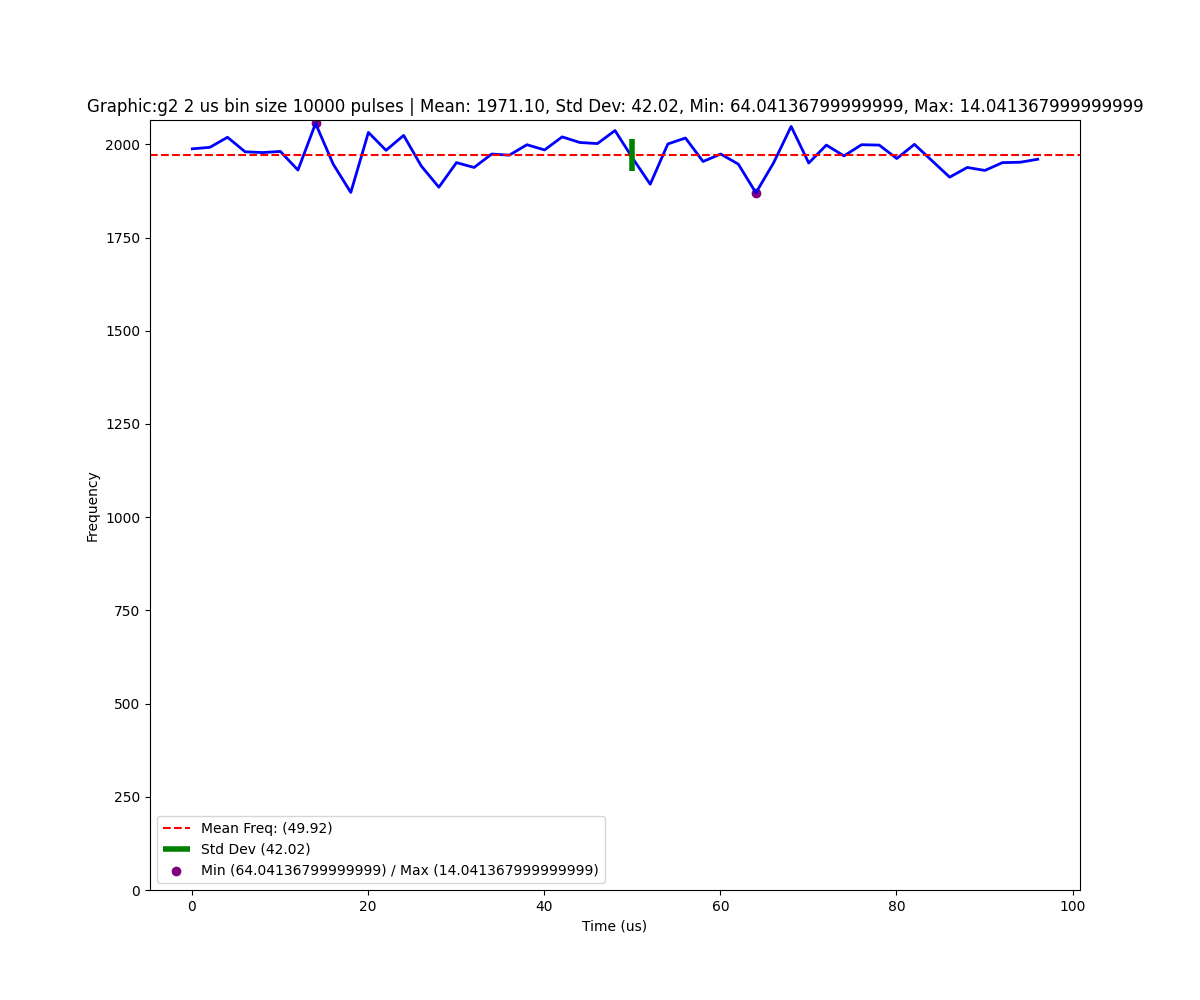 Graphic:g2 2 us bin size 10000 pulses | Mean: 1971.10, Std Dev: 42.02, Min: 64.04136799999999, Max: 14.041367999999999
2000
1750
1500
1250
1000
750
500
250
0
Frequency
Mean Freq: (49.92)
Std Dev (42.02)
Min (64.04136799999999) / Max (14.041367999999999)
0 20 40 60 80 100
Time (us)